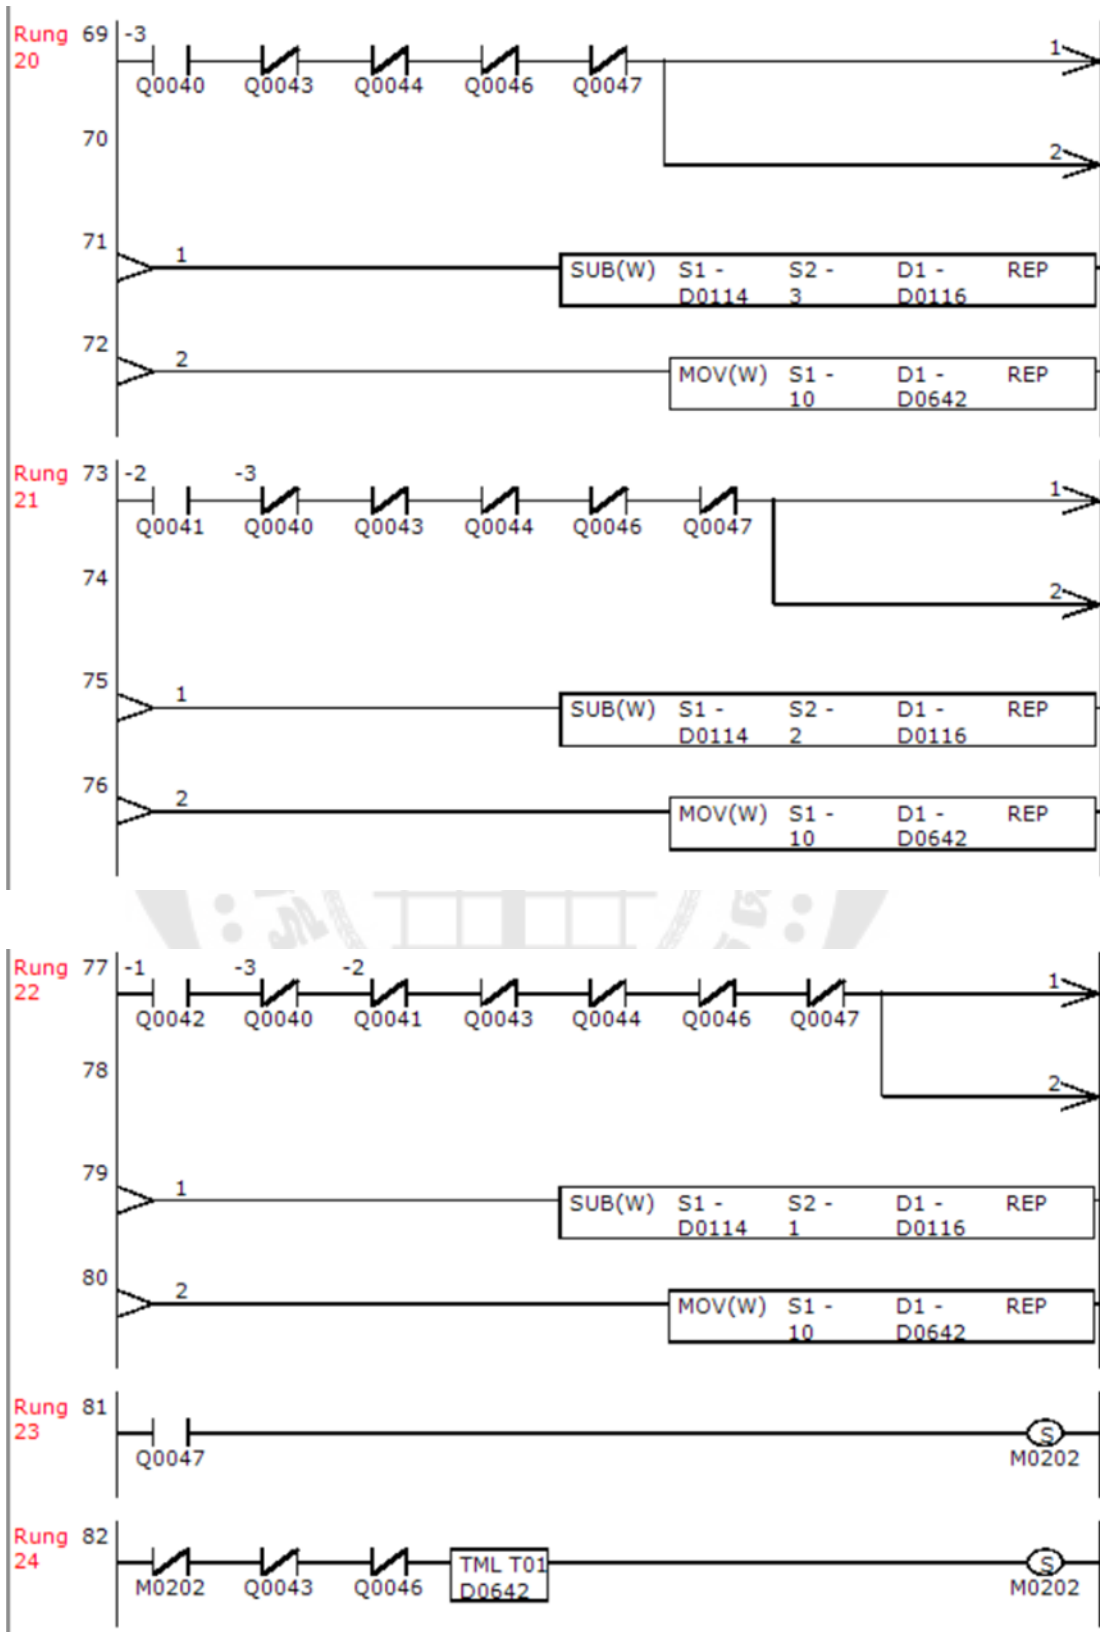 Rung 69 -3
20
Q0040 Q0043 Q0044 Q0046 Q0047 1
70
2
71
1 SUB(W) S1 - S2 - D1 - REP
D0114 3 D0116
72
2 MOV(W) S1 - D1 - REP
10 D0642
Rung 73 -2 -3
21 1
Q0041 Q0040 Q0043 Q0044 Q0046 Q0047
74
2
75
1 SUB(W) S1 - S2 - D1 - REP
D0114 2 D0116
76
2 MOV(W) S1 - D1 - REP
10 D0642
Rung 77 -1 -3 -2
22 1
Q0042 Q0040 Q0041 Q0043 Q0044 Q0046 Q0047
78
2
79
1 SUB(W) S1 - S2 - D1 - REP
D0114 1 D0116
80
2 MOV(W) S1 - D1 - REP
10 D0642
Rung 81
23 S
Q0047 M0202
Rung 82
24 TML T01 S
M0202 Q0043 Q0046 D0642 M0202